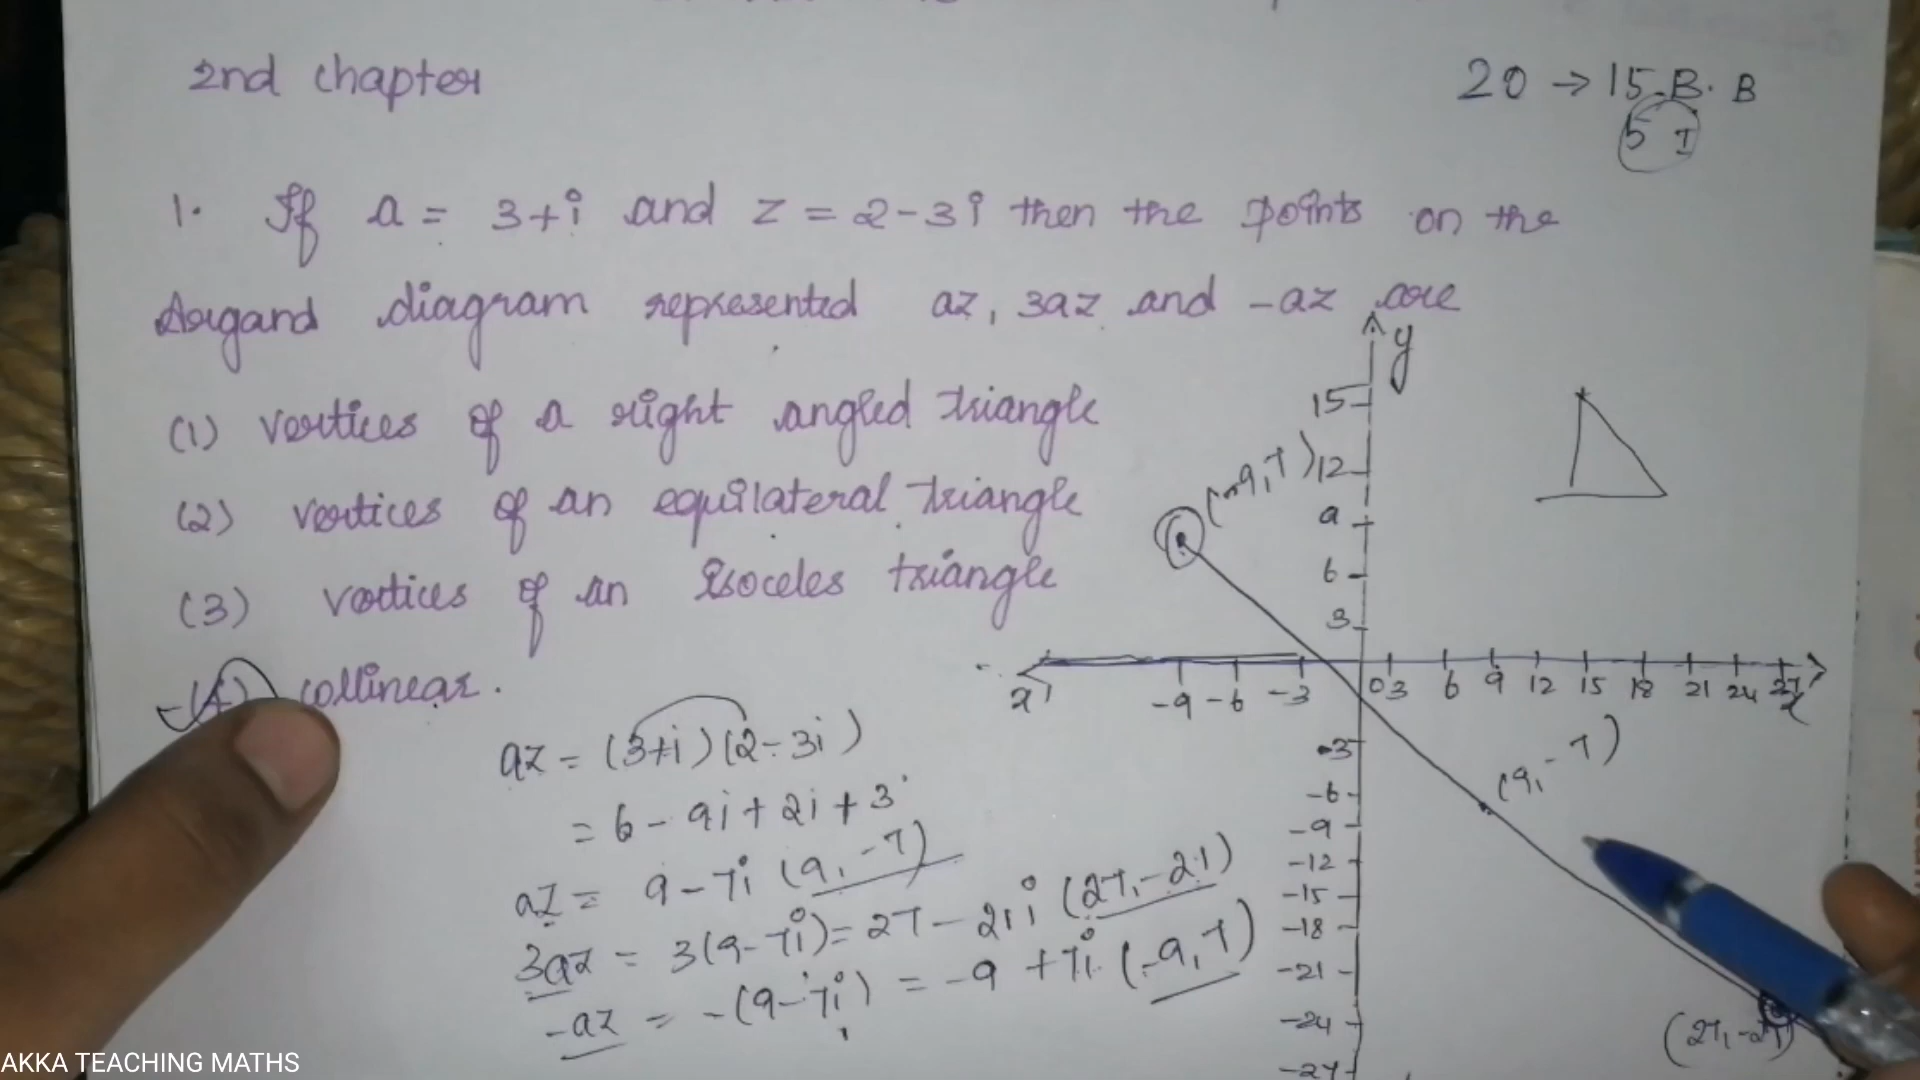 2nd chapter
20 → 15 B. B
5 I
1. If a = 3+i and z = 2-3i then the points on the
Argand diagram represented az, 3az and -az are
(1) vertices of a right angled triangle
(2) vertices of an equilateral triangle
(3) vertices of an Isoceles triangle
(4) collinear.
az = (3+i)(2-3i)
= 6 - 9i + 2i + 3
az = 9 - 7i (9, -7)
3az = 3(9-7i) = 27 - 21i (27, -21)
-az = -(9-7i) = -9 + 7i (-9, 7)
y
15
12
9
6
3
(-9, 7)
x'
-9 -6 -3 0 3 6 9 12 15 18 21 24 27
x
-3
-6
-9
-12
-15
-18
-21
-24
-27
(9, -7)
(27, -21)
AKKA TEACHING MATHS